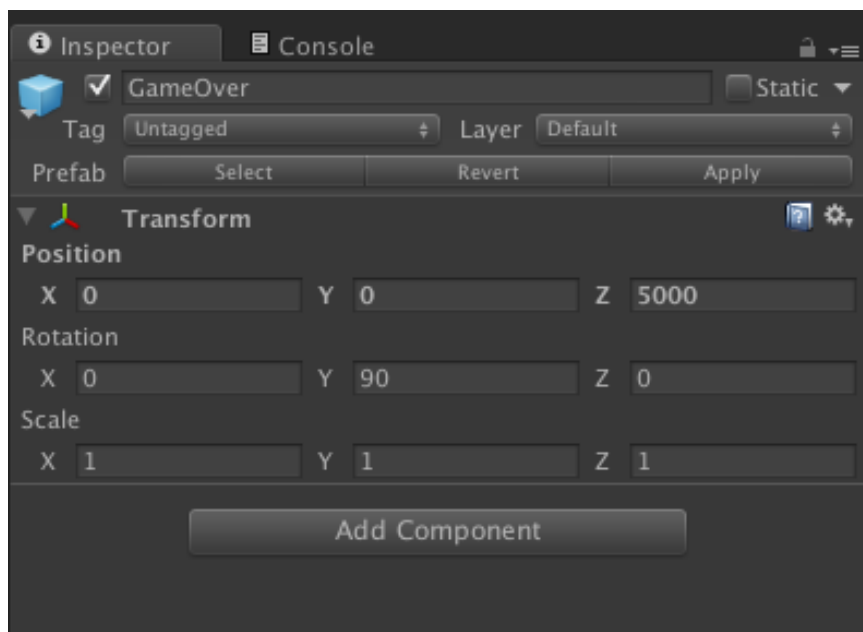 Inspector Console
GameOver Static
Tag Untagged Layer Default
Prefab Select Revert Apply
Transform
Position
X 0 Y 0 Z 5000
Rotation
X 0 Y 90 Z 0
Scale
X 1 Y 1 Z 1
Add Component